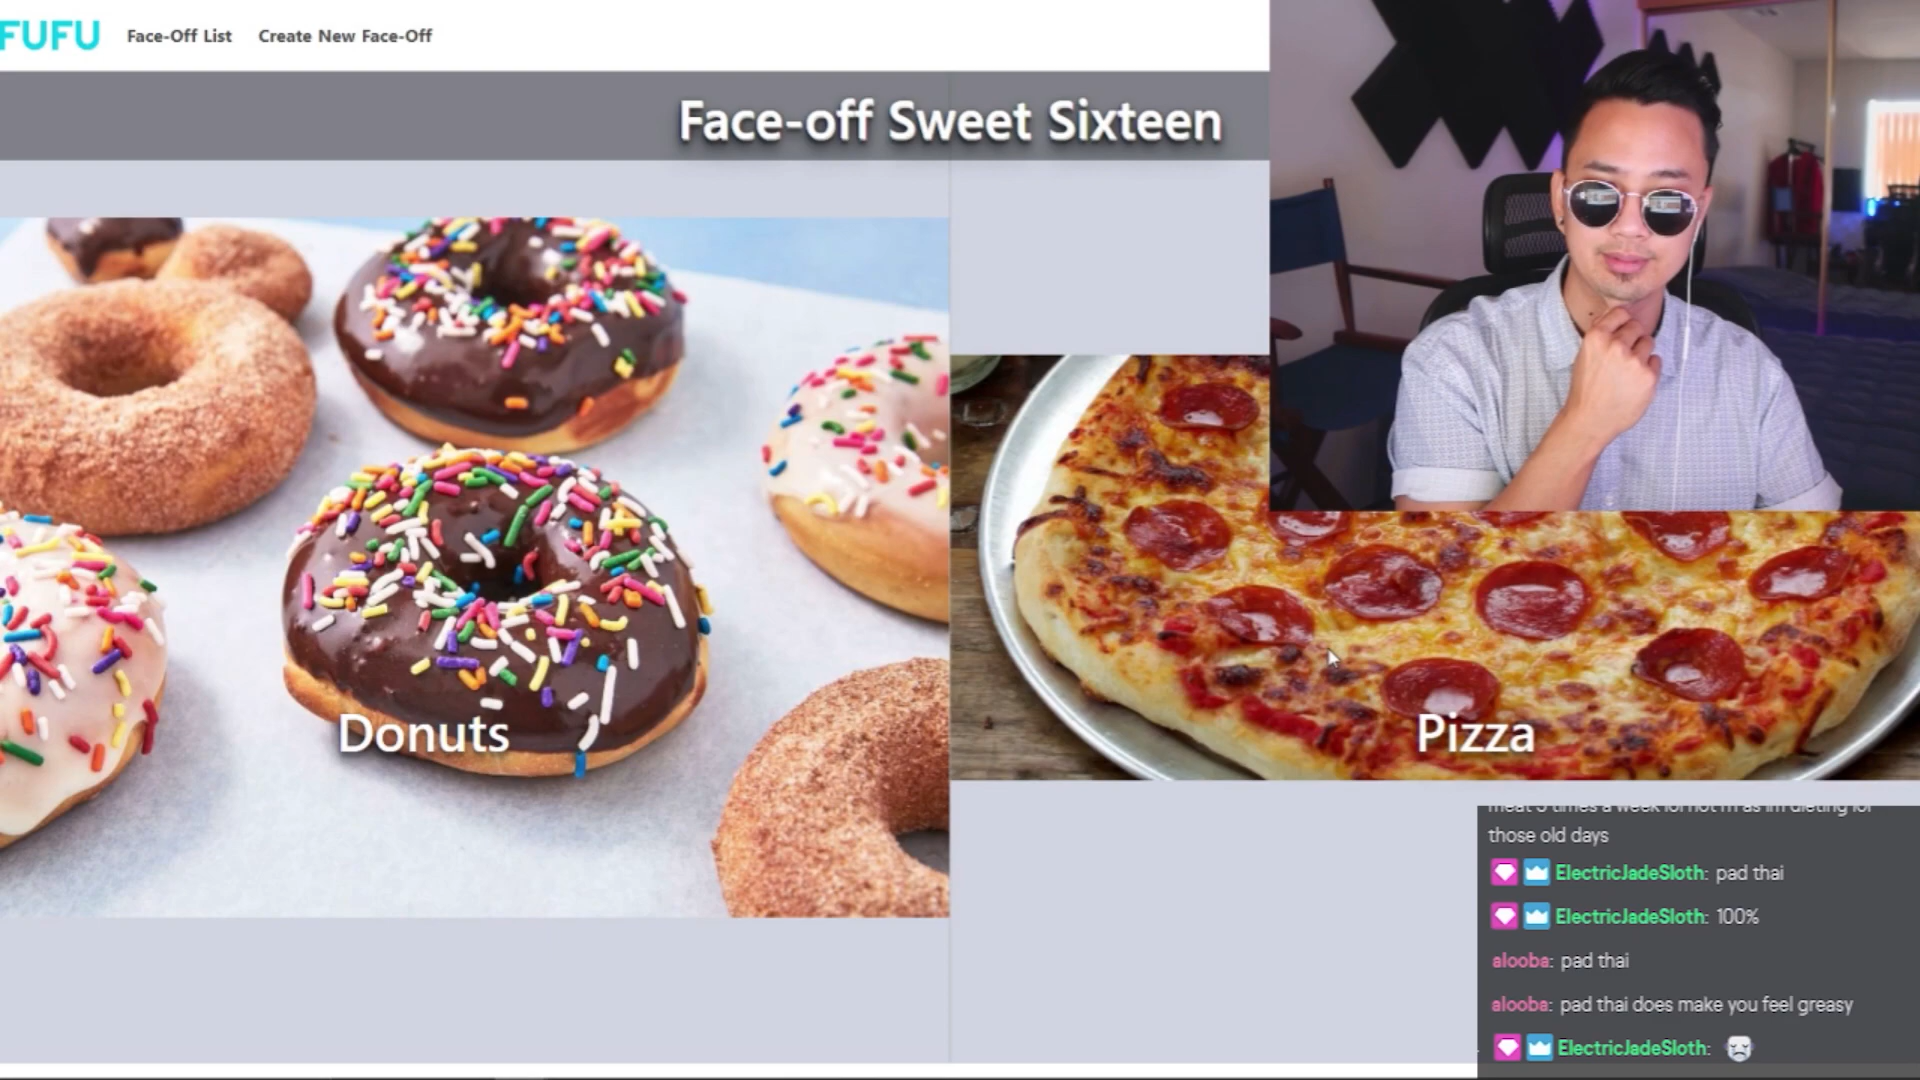 FUFU
Face-Off List
Create New Face-Off
Face-off Sweet Sixteen
Donuts
Pizza
those old days
ElectricJadeSloth: pad thai
ElectricJadeSloth: 100%
alooba: pad thai
alooba: pad thai does make you feel greasy
ElectricJadeSloth: